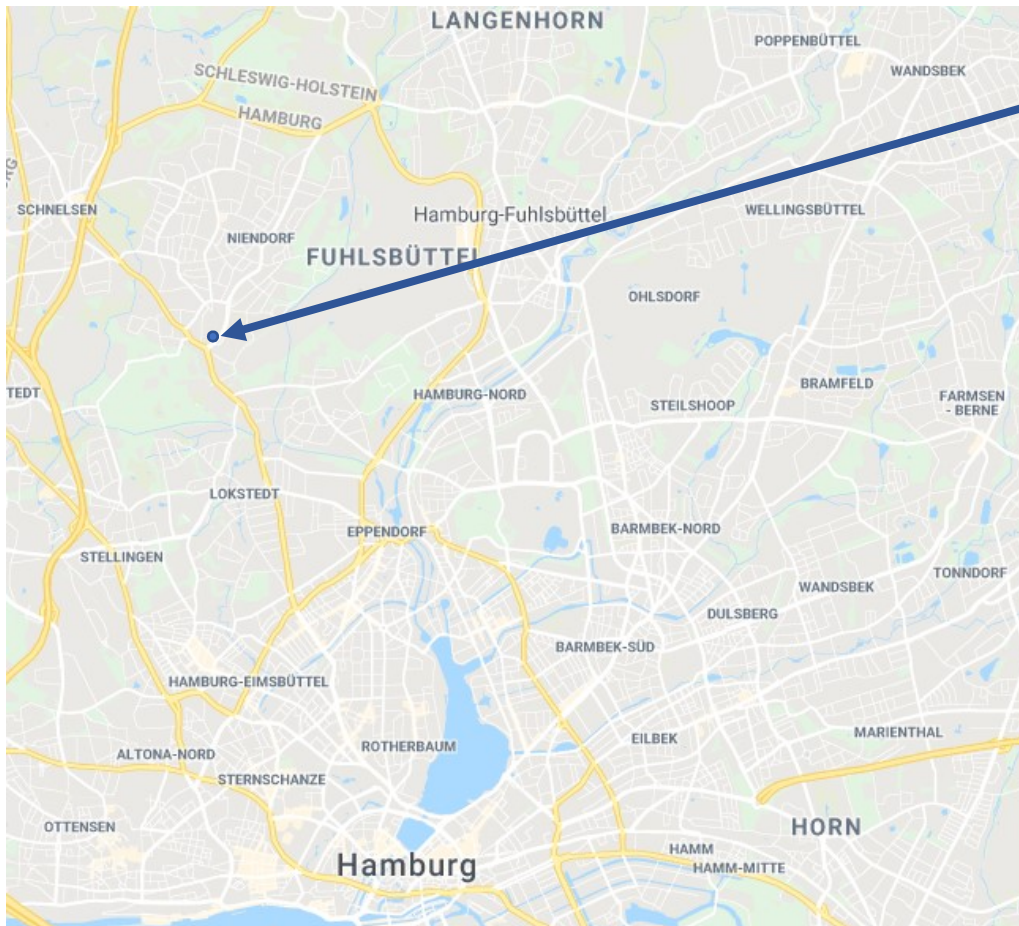 LANGENHORN
POPPENBÜTTEL
WANDSBEK
SCHLESWIG-HOLSTEIN
HAMBURG
SCHNELSEN
Hamburg-Fuhlsbüttel
WELLINGSBÜTTEL
NIENDORF
FUHLSBÜTTEL
OHLSDORF
TEDT
HAMBURG-NORD
BRAMFELD
STEILSHOOP
FARMSEN
- BERNE
LOKSTEDT
EPPENDORF
BARMBEK-NORD
STELLINGEN
WANDSBEK
TONNDORF
DULSBERG
BARMBEK-SÜD
HAMBURG-EIMSBÜTTEL
EILBEK
MARIENTHAL
ROTHERBAUM
ALTONA-NORD
STERNSCHANZE
OTTENSEN
HORN
HAMM
Hamburg
HAMM-MITTE